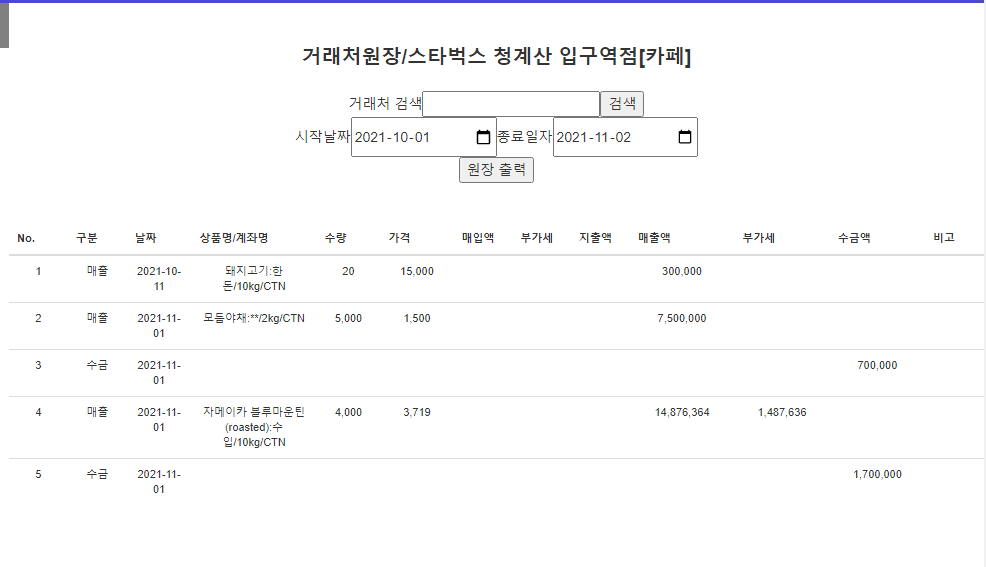 거래처원장/스타벅스 청계산 입구역점[카페]
거래처 검색 검색
시작날짜 2021-10-01 종료일자 2021-11-02
원장 출력
No. 구분 날짜 상품명/계좌명 수량 가격 매입액 부가세 지출액 매출액 부가세 수금액 비고
1 매출 2021-10- 돼지고기:한 20 15,000 300,000
11 돈/10kg/CTN
2 매출 2021-11- 모듬야채:**/2kg/CTN 5,000 1,500 7,500,000
01
3 수금 2021-11- 700,000
01
4 매출 2021-11- 자메이카 블루마운틴 4,000 3,719 14,876,364 1,487,636
01 (roasted):수
입/10kg/CTN
5 수금 2021-11- 1,700,000
01